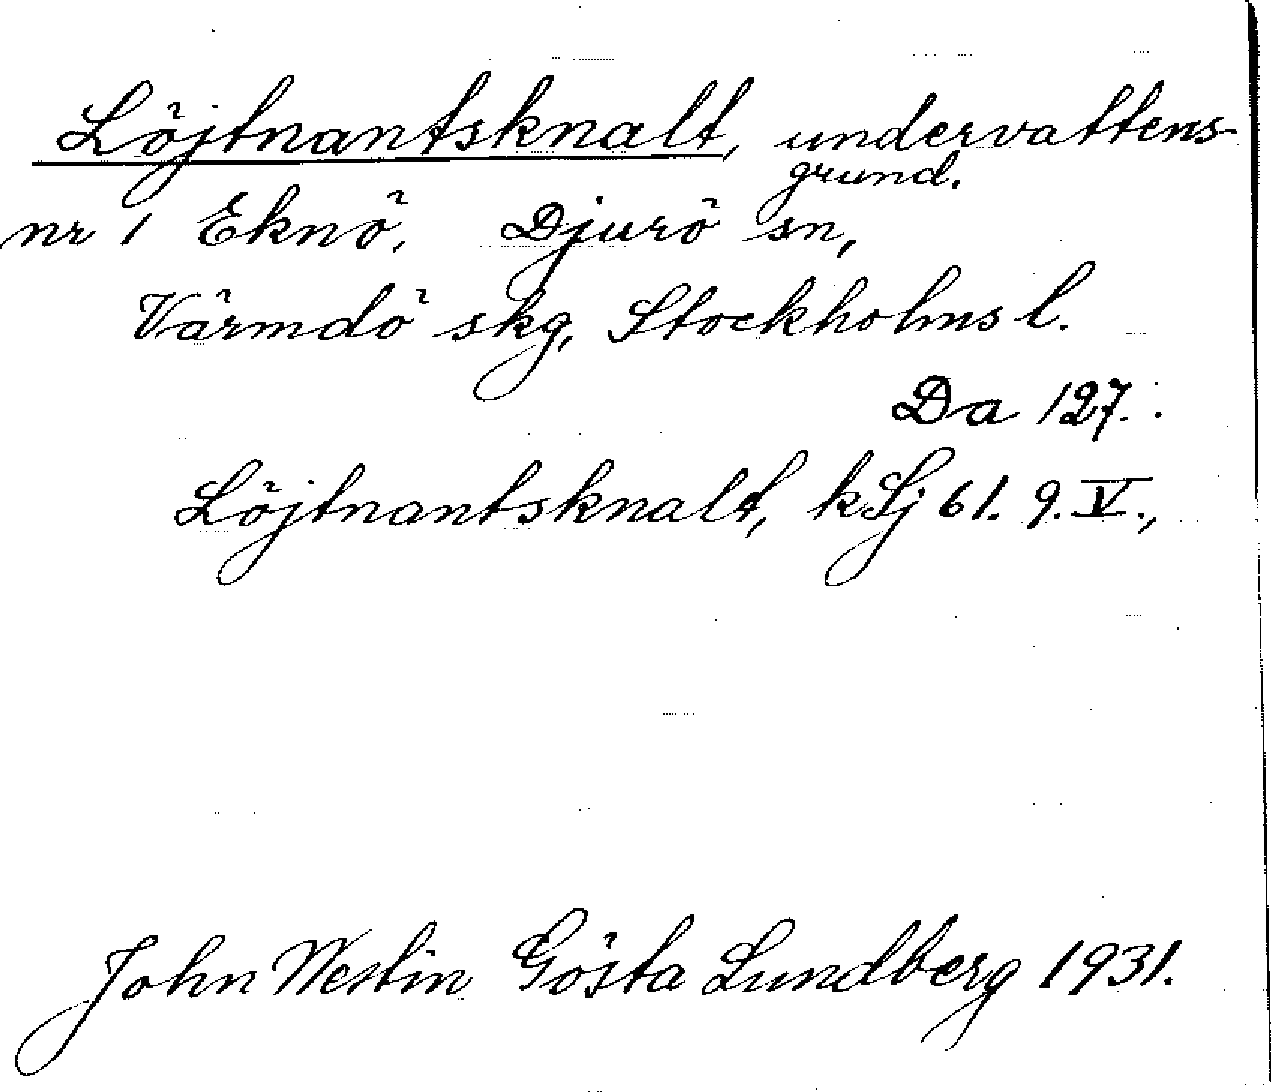 Löjtnantsknalt, undervattens-
grund.
nr 1 Eknö, Djurö sn,
Värmdö skg, Stockholms l.
Da 127.
Löjtnantsknalt, kSj 61. 9. V.,
John Westin Gösta Lundberg 1931.